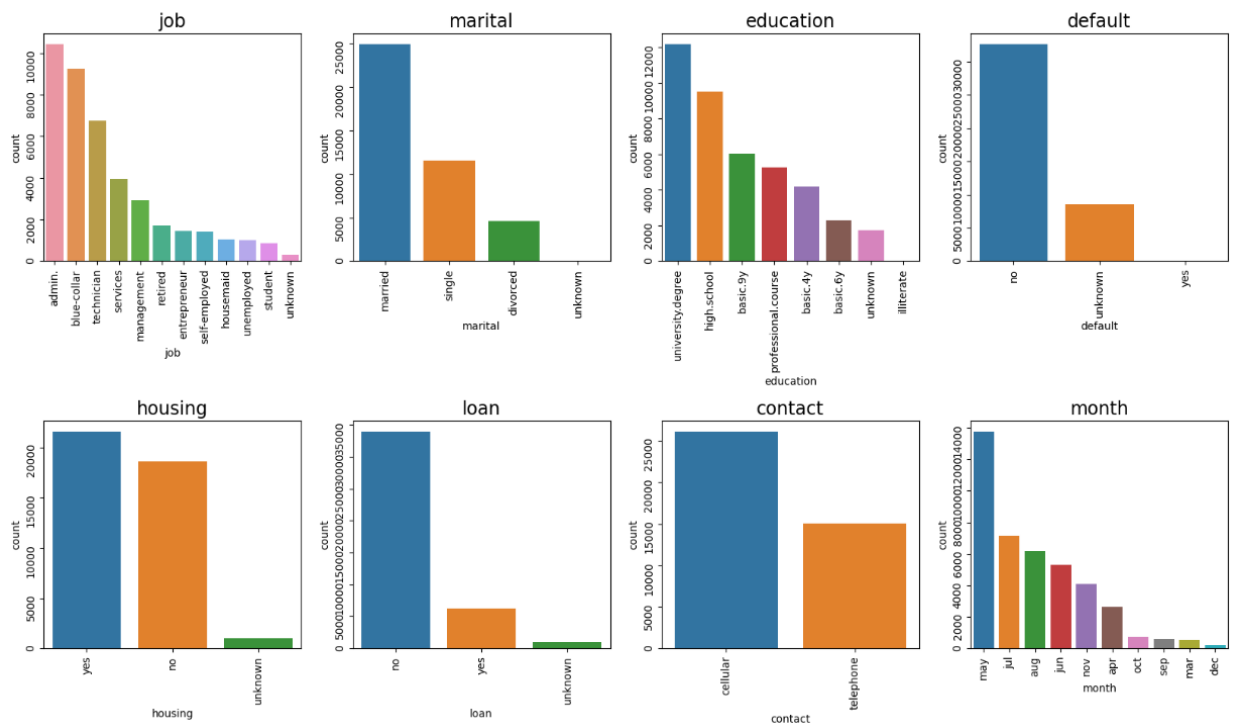 job
marital
education
default
count
10000
8000
6000
4000
2000
0
admin.
blue-collar
technician
services
management
retired
entrepreneur
self-employed
housemaid
unemployed
student
unknown
job
count
25000
20000
15000
10000
5000
0
married
single
divorced
unknown
marital
count
12000
10000
8000
6000
4000
2000
0
university.degree
high.school
basic.9y
professional.course
basic.4y
basic.6y
unknown
illiterate
education
count
30000
25000
20000
15000
10000
5000
0
no
unknown
yes
default
housing
loan
contact
month
count
20000
15000
10000
5000
0
yes
no
unknown
housing
count
35000
30000
25000
20000
15000
10000
5000
0
no
yes
unknown
loan
count
25000
20000
15000
10000
5000
0
cellular
telephone
contact
count
14000
12000
10000
8000
6000
4000
2000
0
may
jul
aug
jun
nov
apr
oct
sep
mar
dec
month